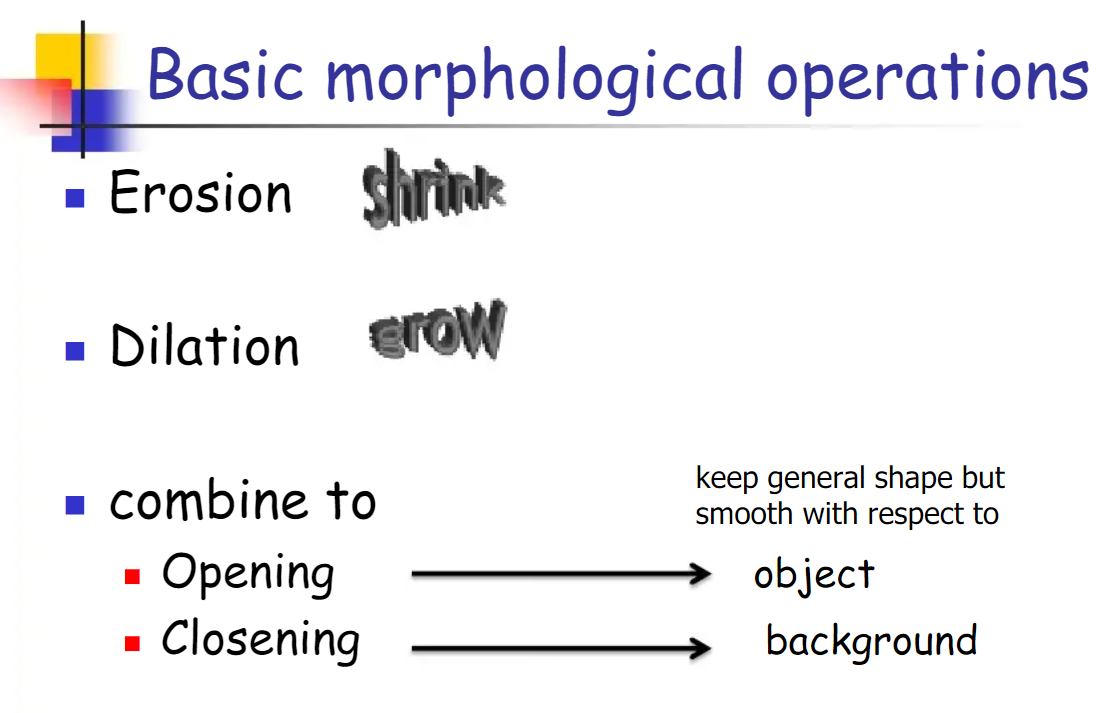 Basic morphological operations
Erosion
shrink
Dilation
grow
combine to
keep general shape but
smooth with respect to
Opening
object
Closening
background